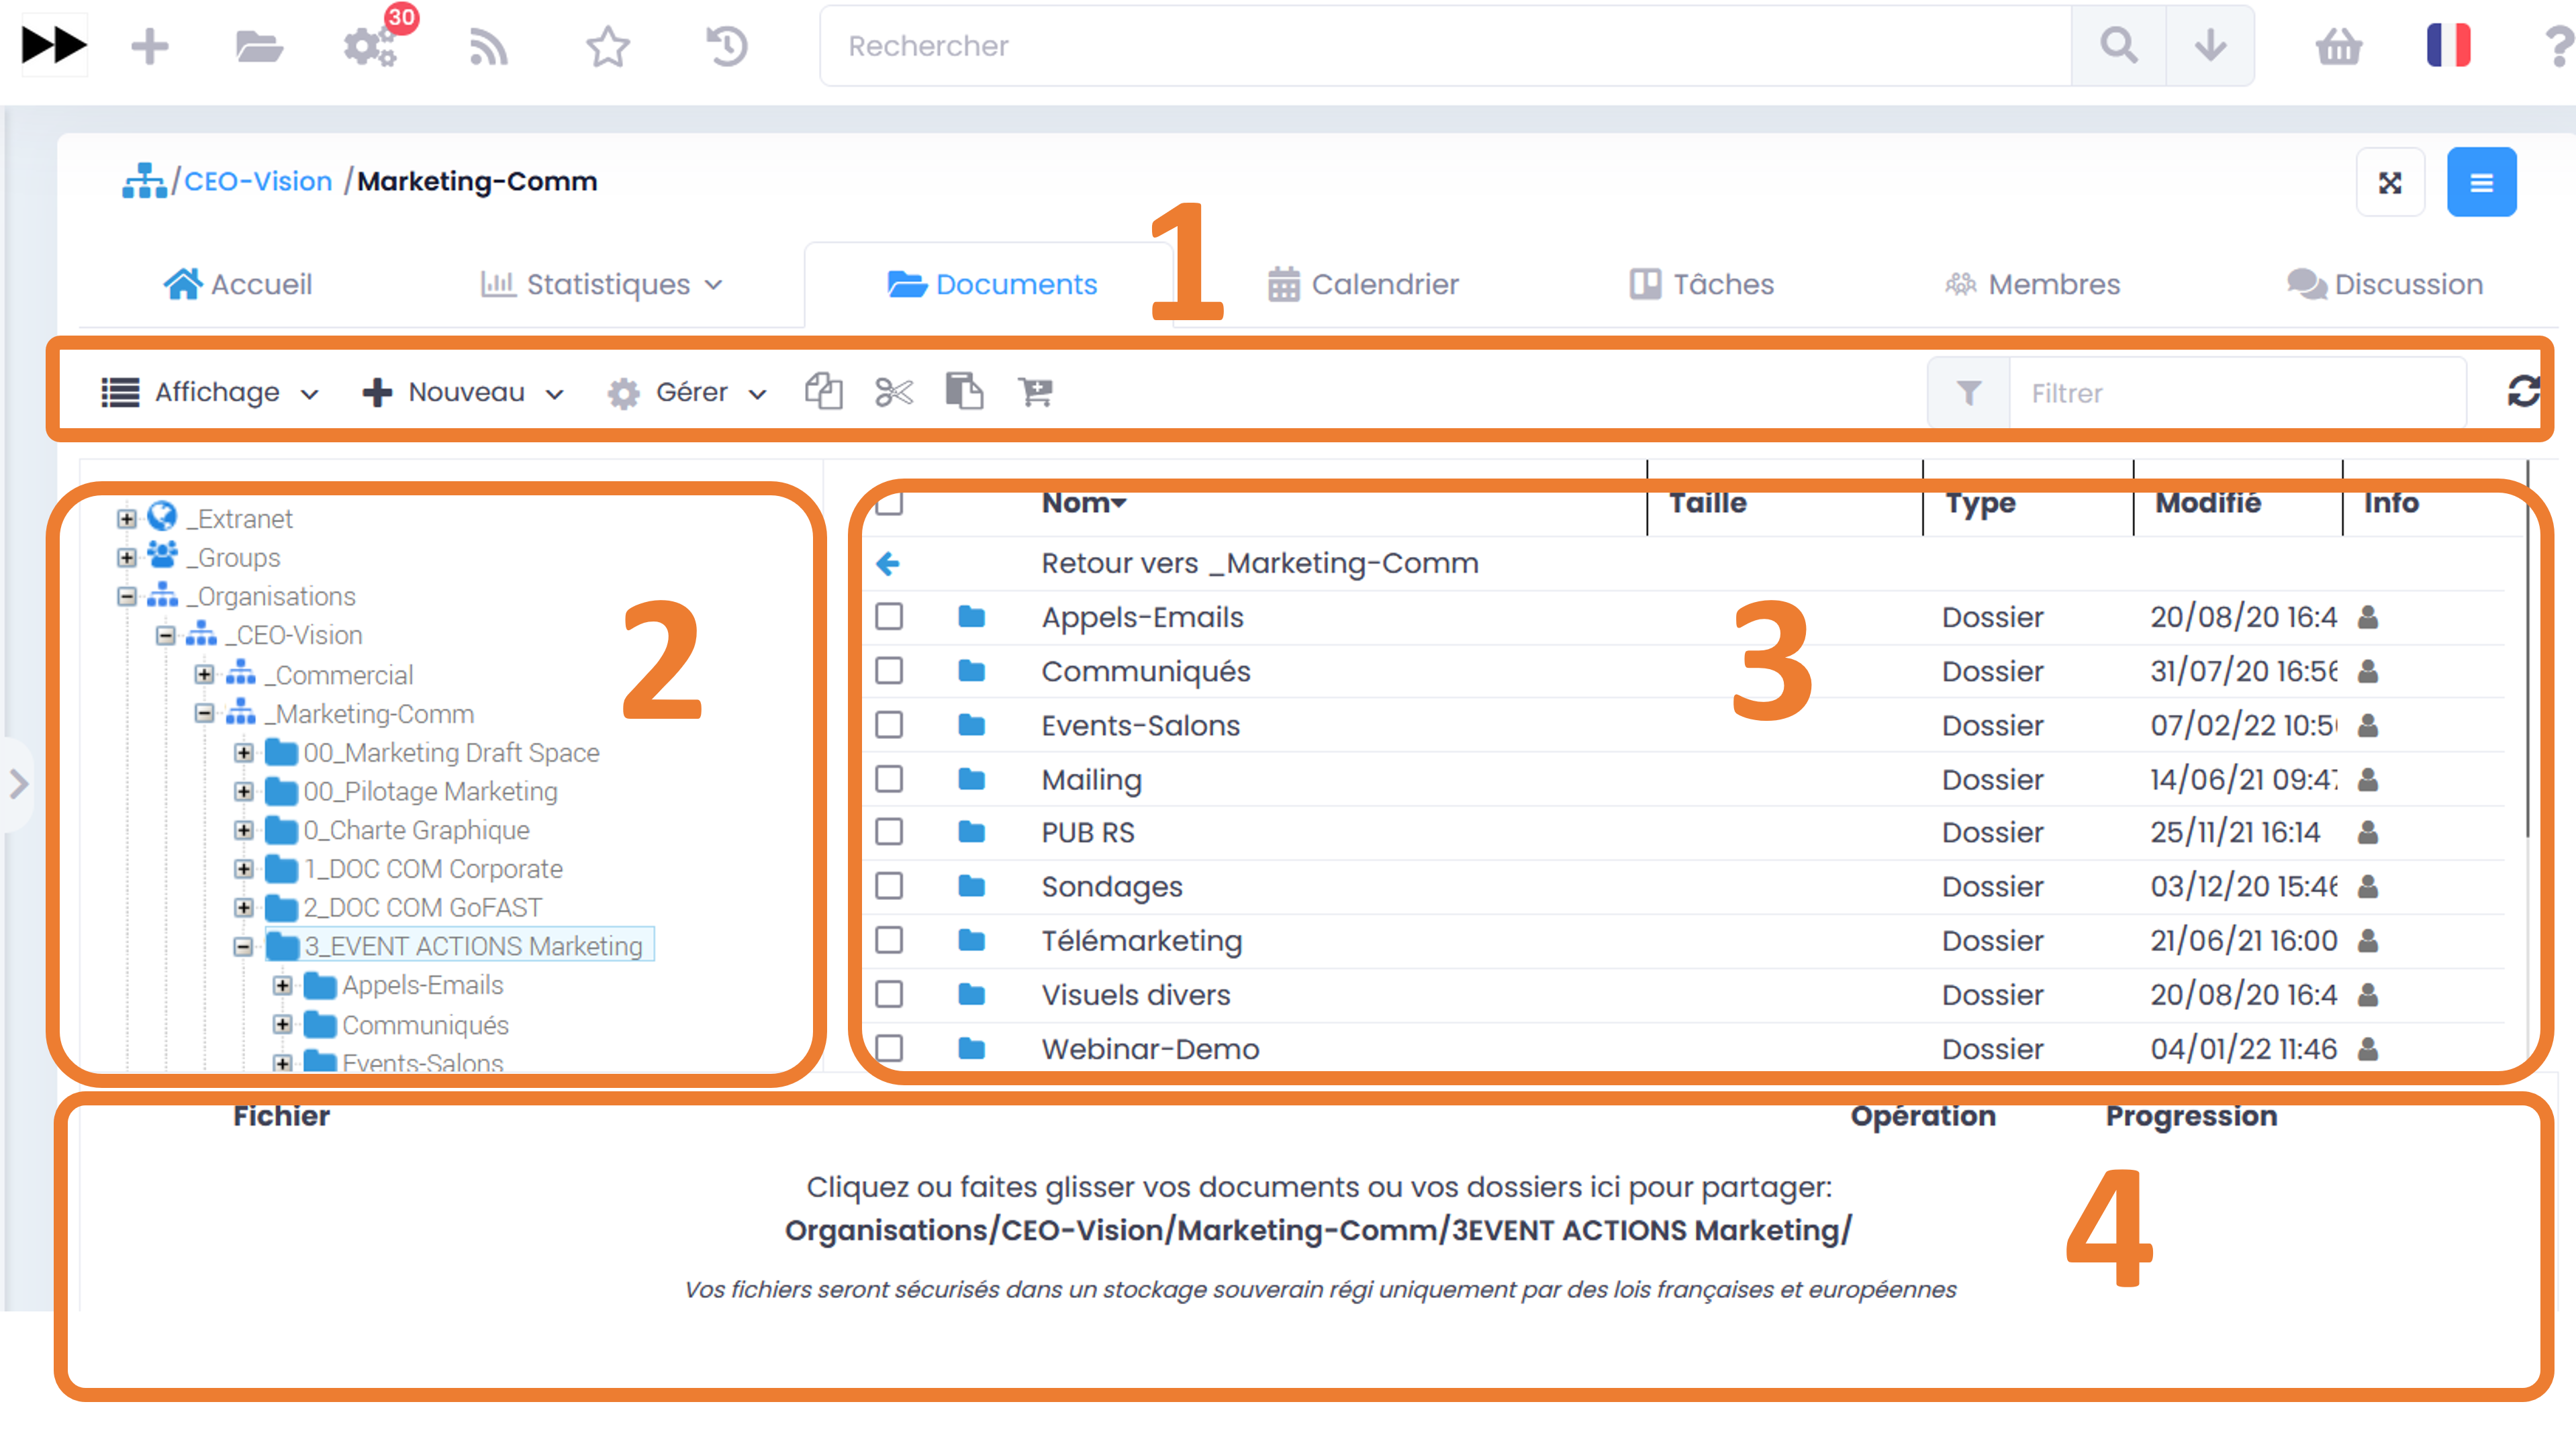 30
Rechercher
/CEO-Vision /Marketing-Comm
1
Accueil Statistiques Documents Calendrier Tâches Membres Discussion
Affichage Nouveau Gérer Filtrer
2
_Extranet
_Groups
_Organisations
_CEO-Vision
_Commercial
_Marketing-Comm
00_Marketing Draft Space
00_Pilotage Marketing
0_Charte Graphique
1_DOC COM Corporate
2_DOC COM GoFAST
3_EVENT ACTIONS Marketing
Appels-Emails
Communiqués
Events-Salons
3
Nom Taille Type Modifié Info
Retour vers _Marketing-Comm
Appels-Emails Dossier 20/08/20 16:4
Communiqués Dossier 31/07/20 16:56
Events-Salons Dossier 07/02/22 10:5
Mailing Dossier 14/06/21 09:47
PUB RS Dossier 25/11/21 16:14
Sondages Dossier 03/12/20 15:46
Télémarketing Dossier 21/06/21 16:00
Visuels divers Dossier 20/08/20 16:4
Webinar-Demo Dossier 04/01/22 11:46
Fichier Opération Progression
Cliquez ou faites glisser vos documents ou vos dossiers ici pour partager:
Organisations/CEO-Vision/Marketing-Comm/3EVENT ACTIONS Marketing/
4
Vos fichiers seront sécurisés dans un stockage souverain régi uniquement par des lois françaises et européennes